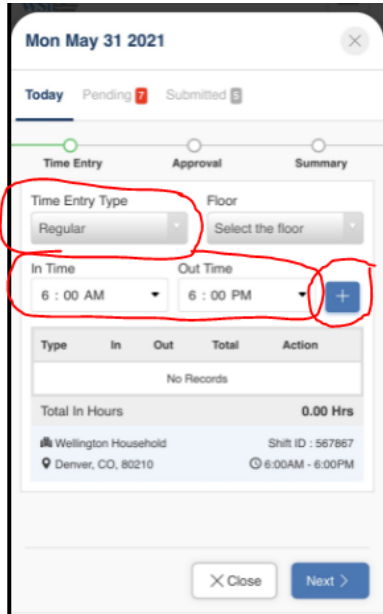 Mon May 31 2021
Today Pending 7 Submitted 5
Time Entry Approval Summary
Time Entry Type Floor
Regular Select the floor
In Time Out Time
6 : 00 AM 6 : 00 PM
Type In Out Total Action
No Records
Total In Hours 0.00 Hrs
Wellington Household Shift ID : 567867
Denver, CO, 80210 6:00AM - 6:00PM
Close Next